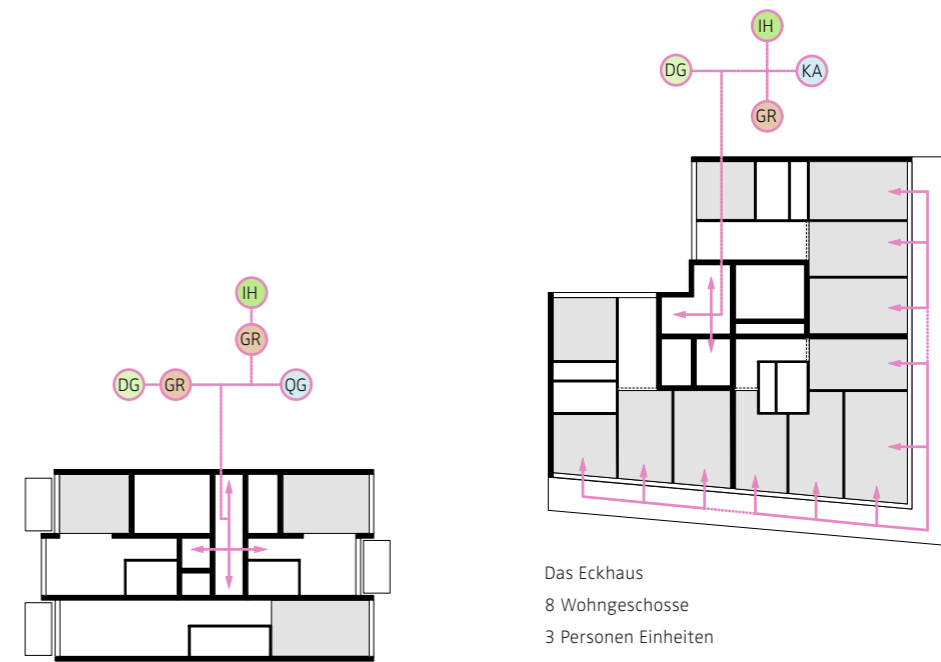 IH
GR
DG GR QG
IH
DG KA
GR
Das Eckhaus
8 Wohngeschosse
3 Personen Einheiten